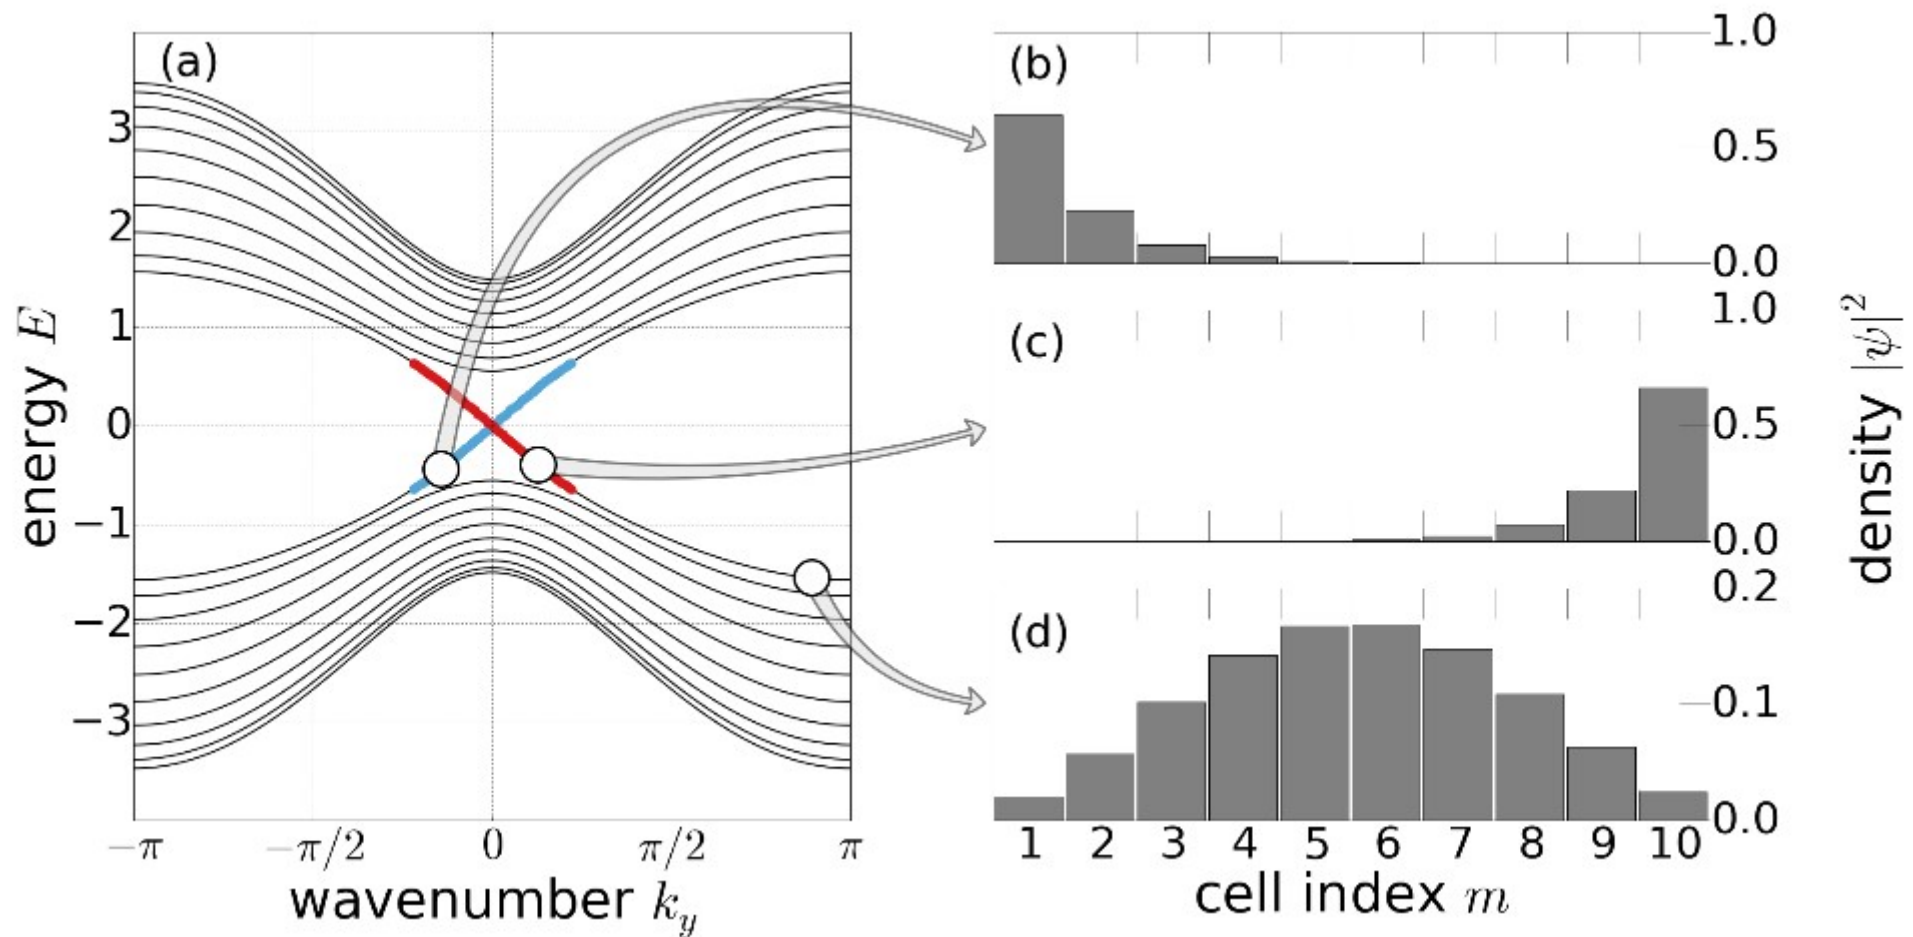 (a)
energy E
3
2
1
0
−1
−2
−3
−π
−π/2
0
π/2
π
wavenumber k_y
(b)
1.0
0.5
0.0
(c)
1.0
0.5
0.0
(d)
0.2
0.1
0.0
density |ψ|²
1 2 3 4 5 6 7 8 9 10
cell index m